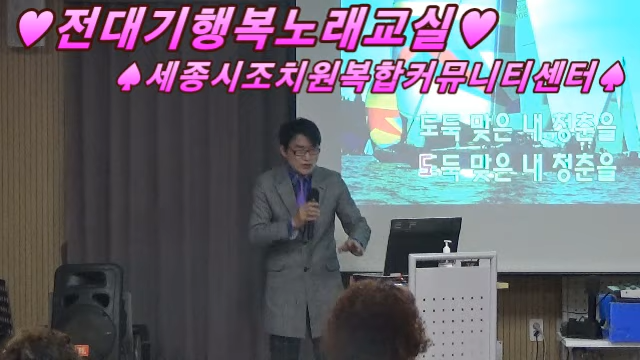 ♥전대기행복노래교실♥
♠세종시조치원복합커뮤니티센터♠
도둑 맞은 내 청춘을
도둑 맞은 내 청춘을
JBL